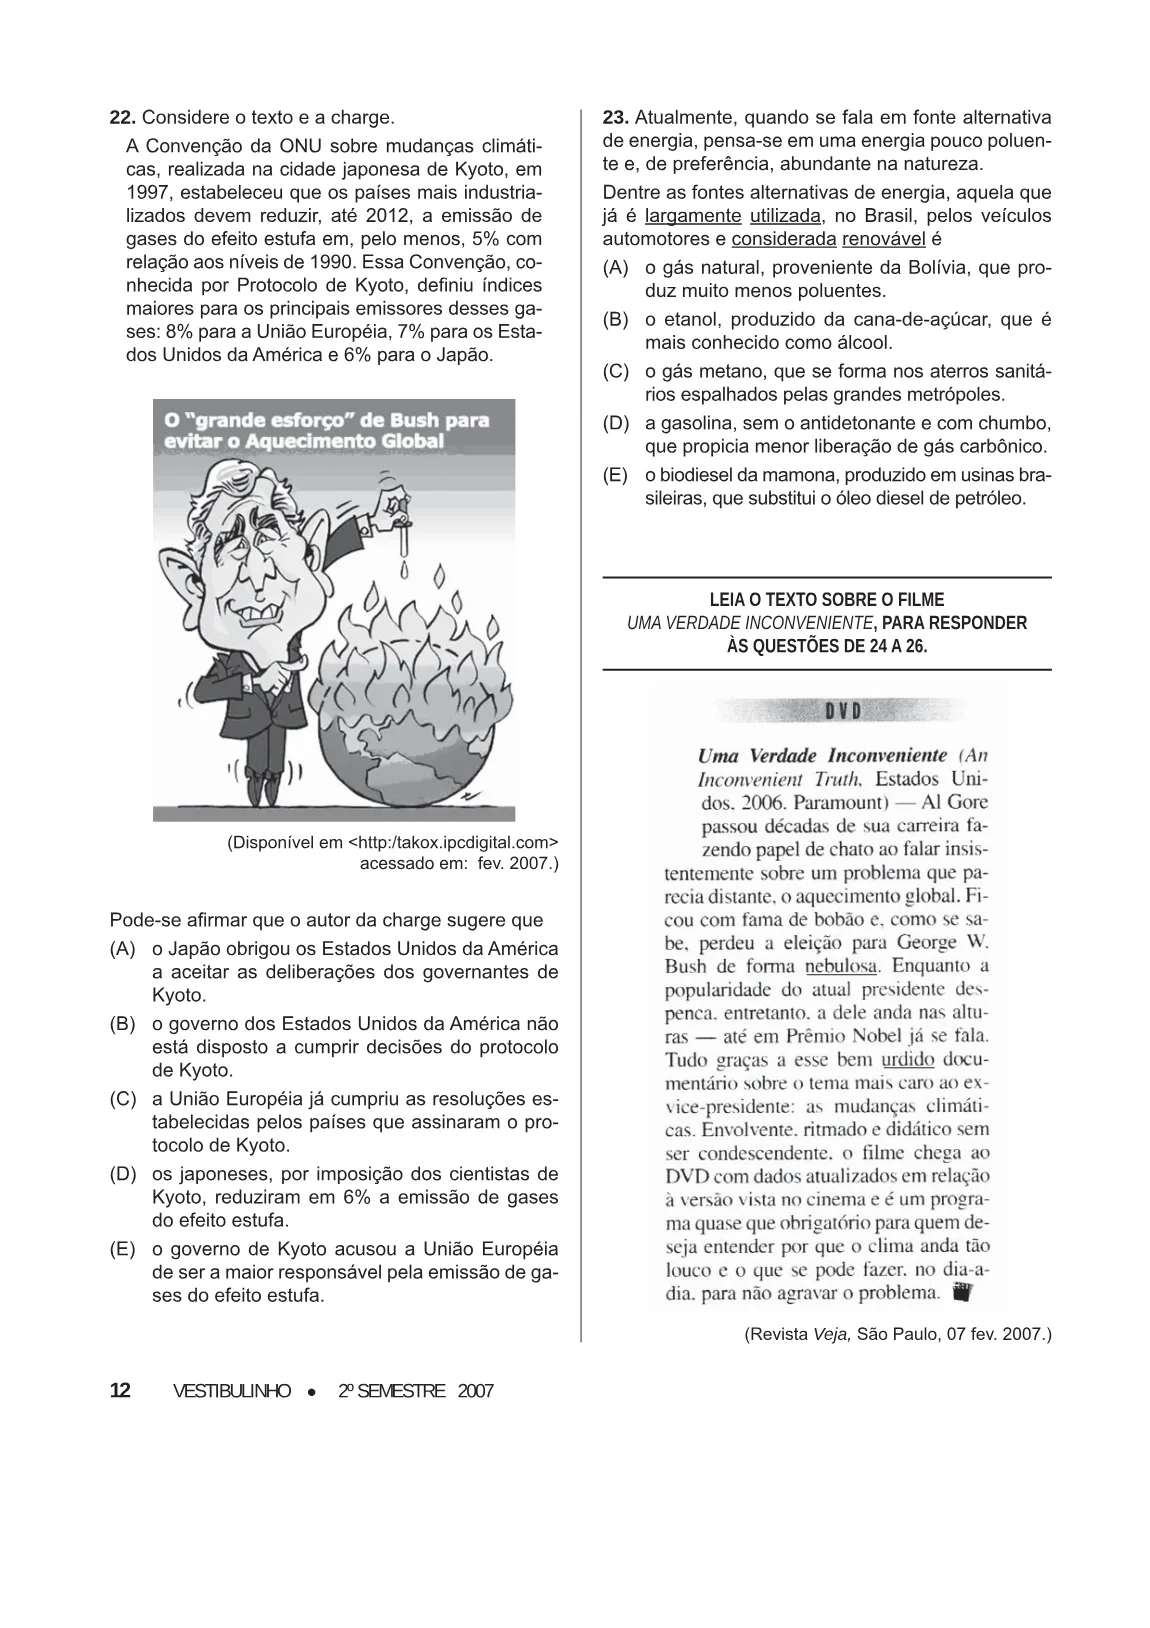 22. Considere o texto e a charge.
A Convenção da ONU sobre mudanças climáti-
cas, realizada na cidade japonesa de Kyoto, em
1997, estabeleceu que os países mais industria-
lizados devem reduzir, até 2012, a emissão de
gases do efeito estufa em, pelo menos, 5% com
relação aos níveis de 1990. Essa Convenção, co-
nhecida por Protocolo de Kyoto, definiu índices
maiores para os principais emissores desses ga-
ses: 8% para a União Européia, 7% para os Esta-
dos Unidos da América e 6% para o Japão.
O "grande esforço" de Bush para
evitar o Aquecimento Global
(Disponível em <http:/takox.ipcdigital.com>
acessado em: fev. 2007.)
Pode-se afirmar que o autor da charge sugere que
(A) o Japão obrigou os Estados Unidos da América
a aceitar as deliberações dos governantes de
Kyoto.
(B) o governo dos Estados Unidos da América não
está disposto a cumprir decisões do protocolo
de Kyoto.
(C) a União Européia já cumpriu as resoluções es-
tabelecidas pelos países que assinaram o pro-
tocolo de Kyoto.
(D) os japoneses, por imposição dos cientistas de
Kyoto, reduziram em 6% a emissão de gases
do efeito estufa.
(E) o governo de Kyoto acusou a União Européia
de ser a maior responsável pela emissão de ga-
ses do efeito estufa.
23. Atualmente, quando se fala em fonte alternativa
de energia, pensa-se em uma energia pouco poluen-
te e, de preferência, abundante na natureza.
Dentre as fontes alternativas de energia, aquela que
já é largamente utilizada, no Brasil, pelos veículos
automotores e considerada renovável é
(A) o gás natural, proveniente da Bolívia, que pro-
duz muito menos poluentes.
(B) o etanol, produzido da cana-de-açúcar, que é
mais conhecido como álcool.
(C) o gás metano, que se forma nos aterros sanitá-
rios espalhados pelas grandes metrópoles.
(D) a gasolina, sem o antidetonante e com chumbo,
que propicia menor liberação de gás carbônico.
(E) o biodiesel da mamona, produzido em usinas bra-
sileiras, que substitui o óleo diesel de petróleo.
LEIA O TEXTO SOBRE O FILME
UMA VERDADE INCONVENIENTE, PARA RESPONDER
ÀS QUESTÕES DE 24 A 26.
DVD
Uma Verdade Inconveniente (An
Inconvenient Truth, Estados Uni-
dos, 2006. Paramount) — Al Gore
passou décadas de sua carreira fa-
zendo papel de chato ao falar insis-
tentemente sobre um problema que pa-
recia distante, o aquecimento global. Fi-
cou com fama de bobão e, como se sa-
be, perdeu a eleição para George W.
Bush de forma nebulosa. Enquanto a
popularidade do atual presidente des-
penca, entretanto, a dele anda nas altu-
ras — até em Prêmio Nobel já se fala.
Tudo graças a esse bem urdido docu-
mentário sobre o tema mais caro ao ex-
vice-presidente: as mudanças climáti-
cas. Envolvente, ritmado e didático sem
ser condescendente, o filme chega ao
DVD com dados atualizados em relação
à versão vista no cinema e é um progra-
ma quase que obrigatório para quem de-
seja entender por que o clima anda tão
louco e o que se pode fazer, no dia-a-
dia, para não agravar o problema.
(Revista Veja, São Paulo, 07 fev. 2007.)
12 VESTIBULINHO • 2º SEMESTRE 2007